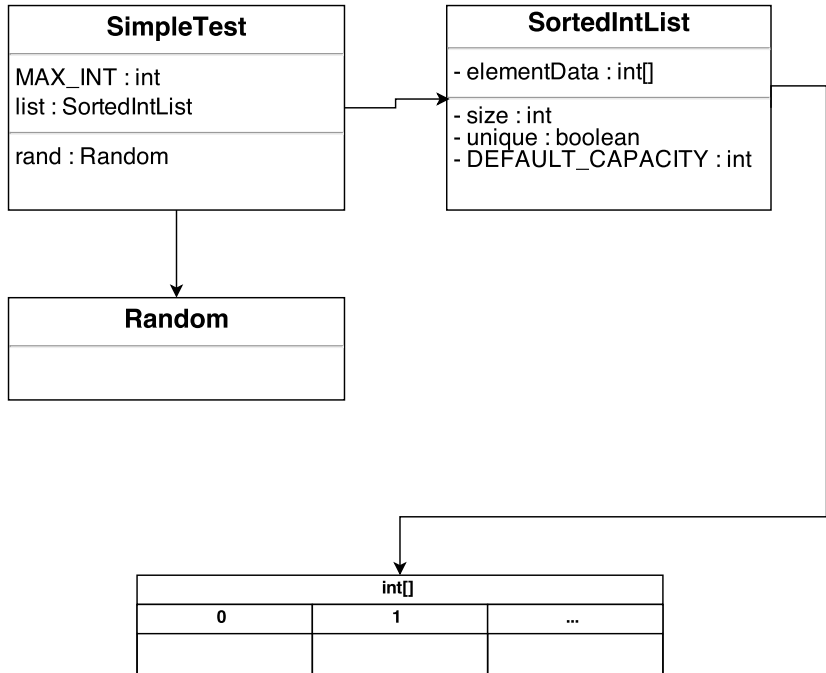 SimpleTest
MAX_INT : int
list : SortedIntList
rand : Random
SortedIntList
- elementData : int[]
- size : int
- unique : boolean
- DEFAULT_CAPACITY : int
Random
int[]
0 1 ...